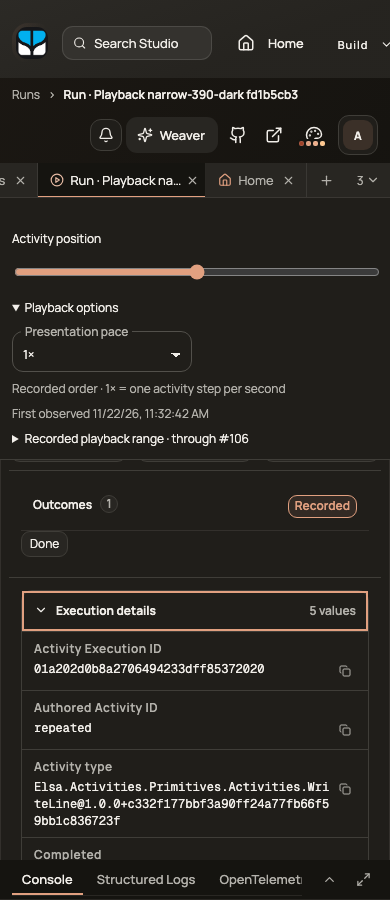 Search Studio
Home
Build
Runs › Run · Playback narrow-390-dark fd1b5cb3
Weaver
A
s
Run · Playback na...
Home
3
Activity position
Playback options
Presentation pace
1×
Recorded order · 1× = one activity step per second
First observed 11/22/26, 11:32:42 AM
Recorded playback range · through #106
Outcomes 1
Recorded
Done
Execution details
5 values
Activity Execution ID
01a202d0b8a2706494233dff85372020
Authored Activity ID
repeated
Activity type
Elsa.Activities.Primitives.Activities.Wri
teLine@1.0.0+c332f177bbf3a90ff24a77fb66f5
9bb1c836723f
Completed
Console
Structured Logs
OpenTelemet